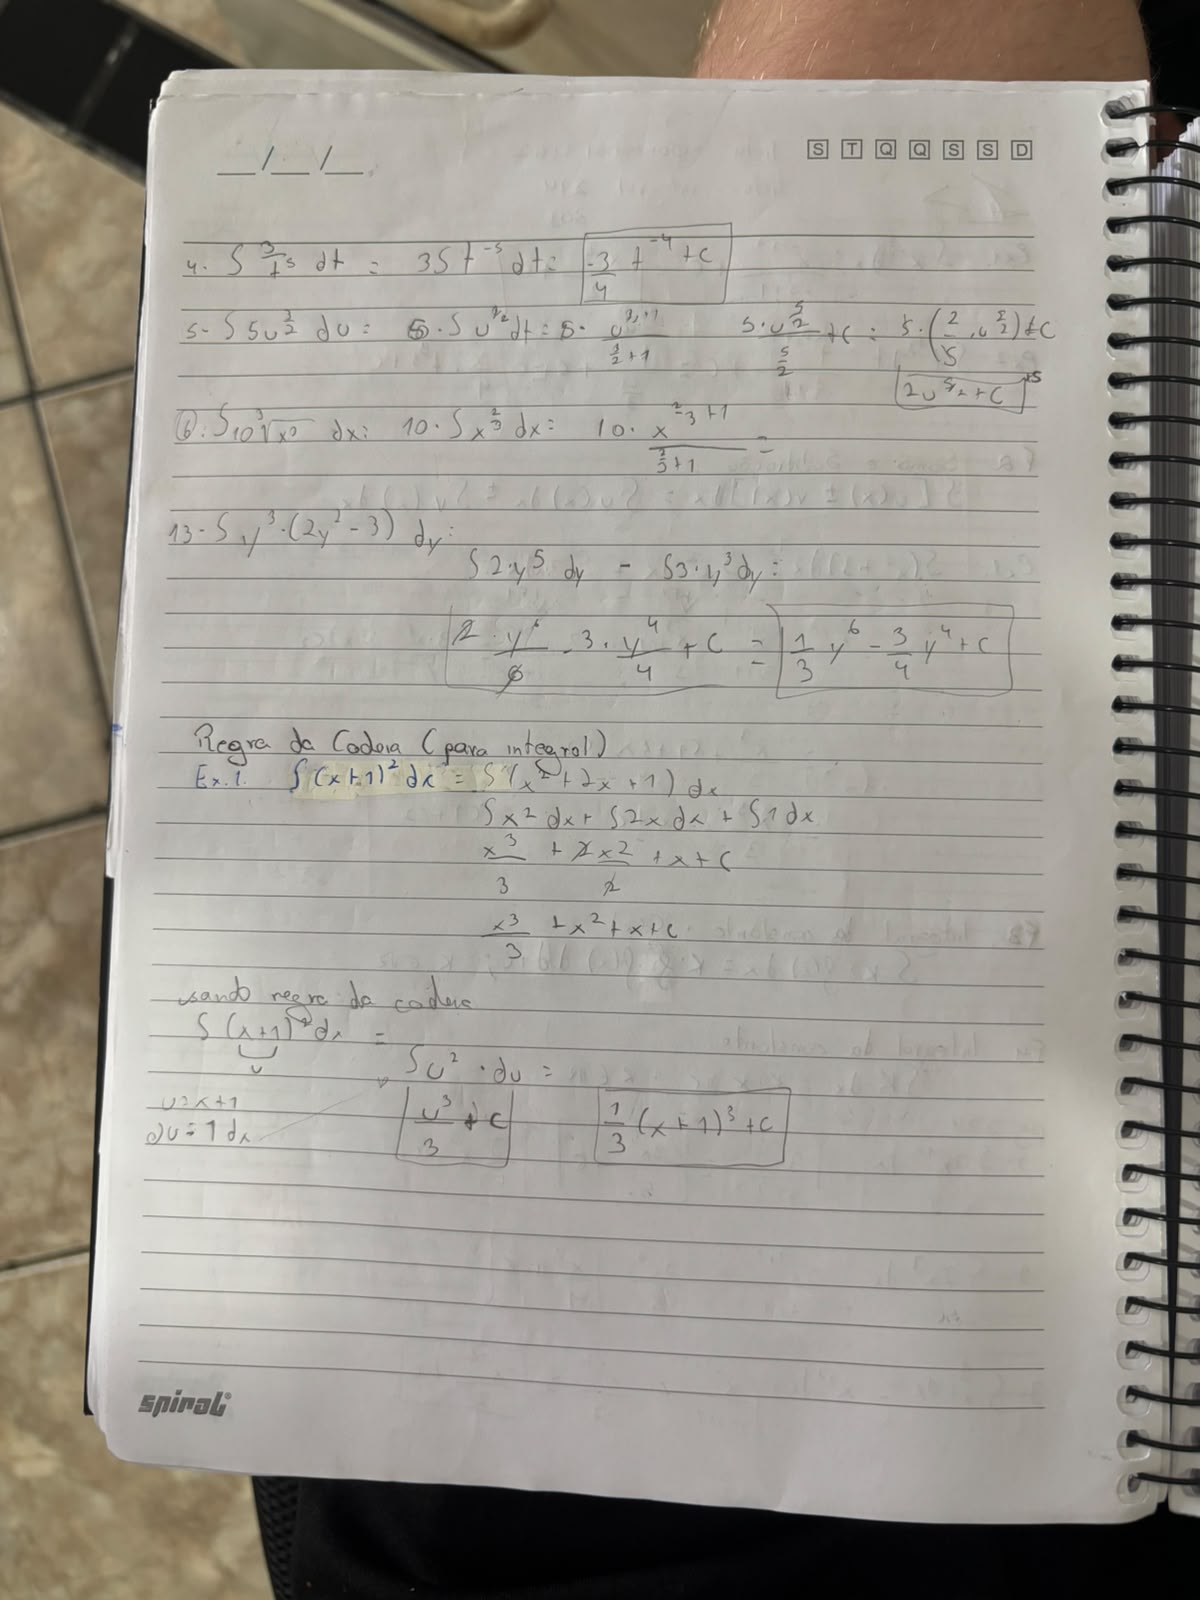 __/__/__.
S T Q Q S S D
4. ∫ 3/t⁵ dt = 3∫t⁻⁵ dt = -3/4 t⁻⁴ + C
5- ∫5u^(3/2) du = 5·∫u^(3/2) dt = 5· u^(3/2+1)/(3/2+1) 5·u^(5/2)/(5/2) + C = 5·(2/5 · u^(5/2)) + C
2u^(5/2) + C
6. ∫10 ∛x² dx: 10·∫x^(2/3) dx = 10· x^(2/3+1)/(2/3+1) =
13- ∫y³·(2y²-3) dy:
∫2·y⁵ dy - ∫3·y³ dy =
2·y⁶/6 - 3·y⁴/4 + C = 1/3 y⁶ - 3/4 y⁴ + C
Regra da Cadeia (para integral)
Ex.1. ∫(x+1)² dx = ∫(x²+2x+1) dx
∫x² dx + ∫2x dx + ∫1 dx
x³/3 + 2x²/2 + x + C
x³/3 + x² + x + C
usando regra da cadeia
∫(x+1)² dx =
u
∫u²·du =
u=x+1
du=1dx
u³/3 + C 1/3 (x+1)³ + C
spiral